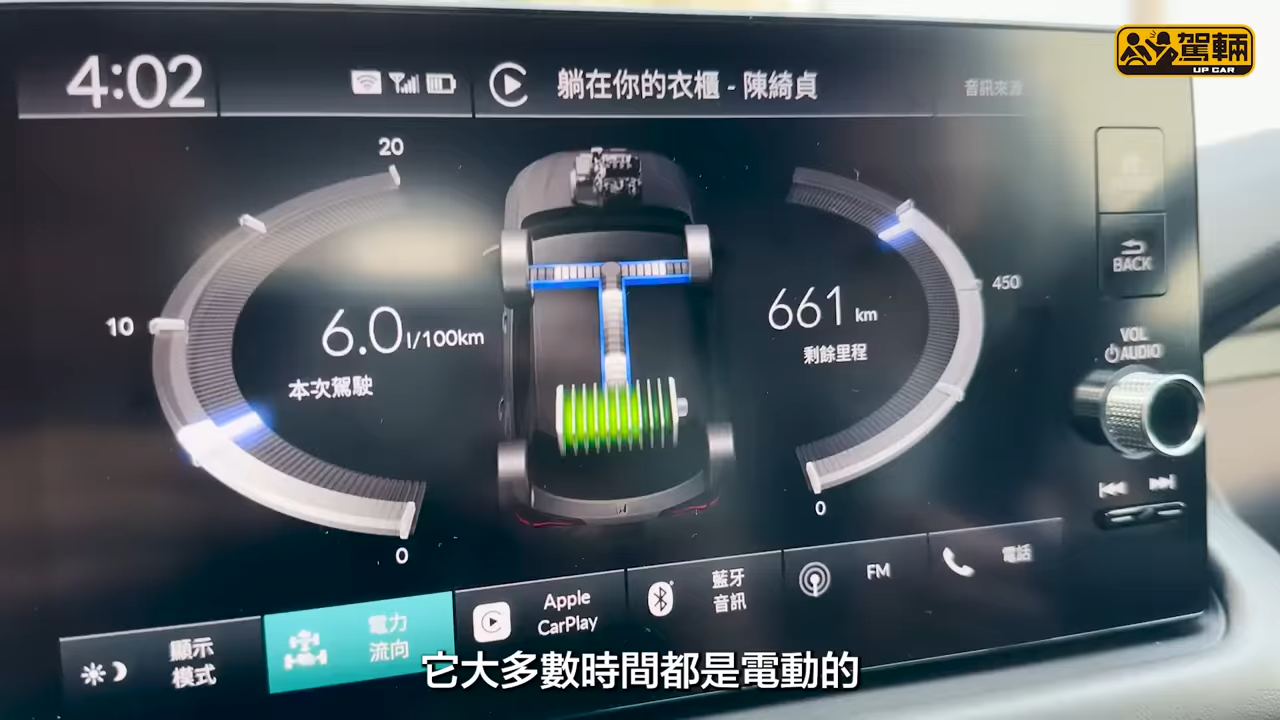 駕輛
UP CAR
4:02
躺在你的衣櫃 - 陳綺貞
音訊來源
20
10
6.0 l/100km
本次駕駛
0
661 km
剩餘里程
450
0
BACK
VOL
AUDIO
顯示
模式
電力
流向
Apple
CarPlay
藍牙
音訊
FM
電話
它大多數時間都是電動的